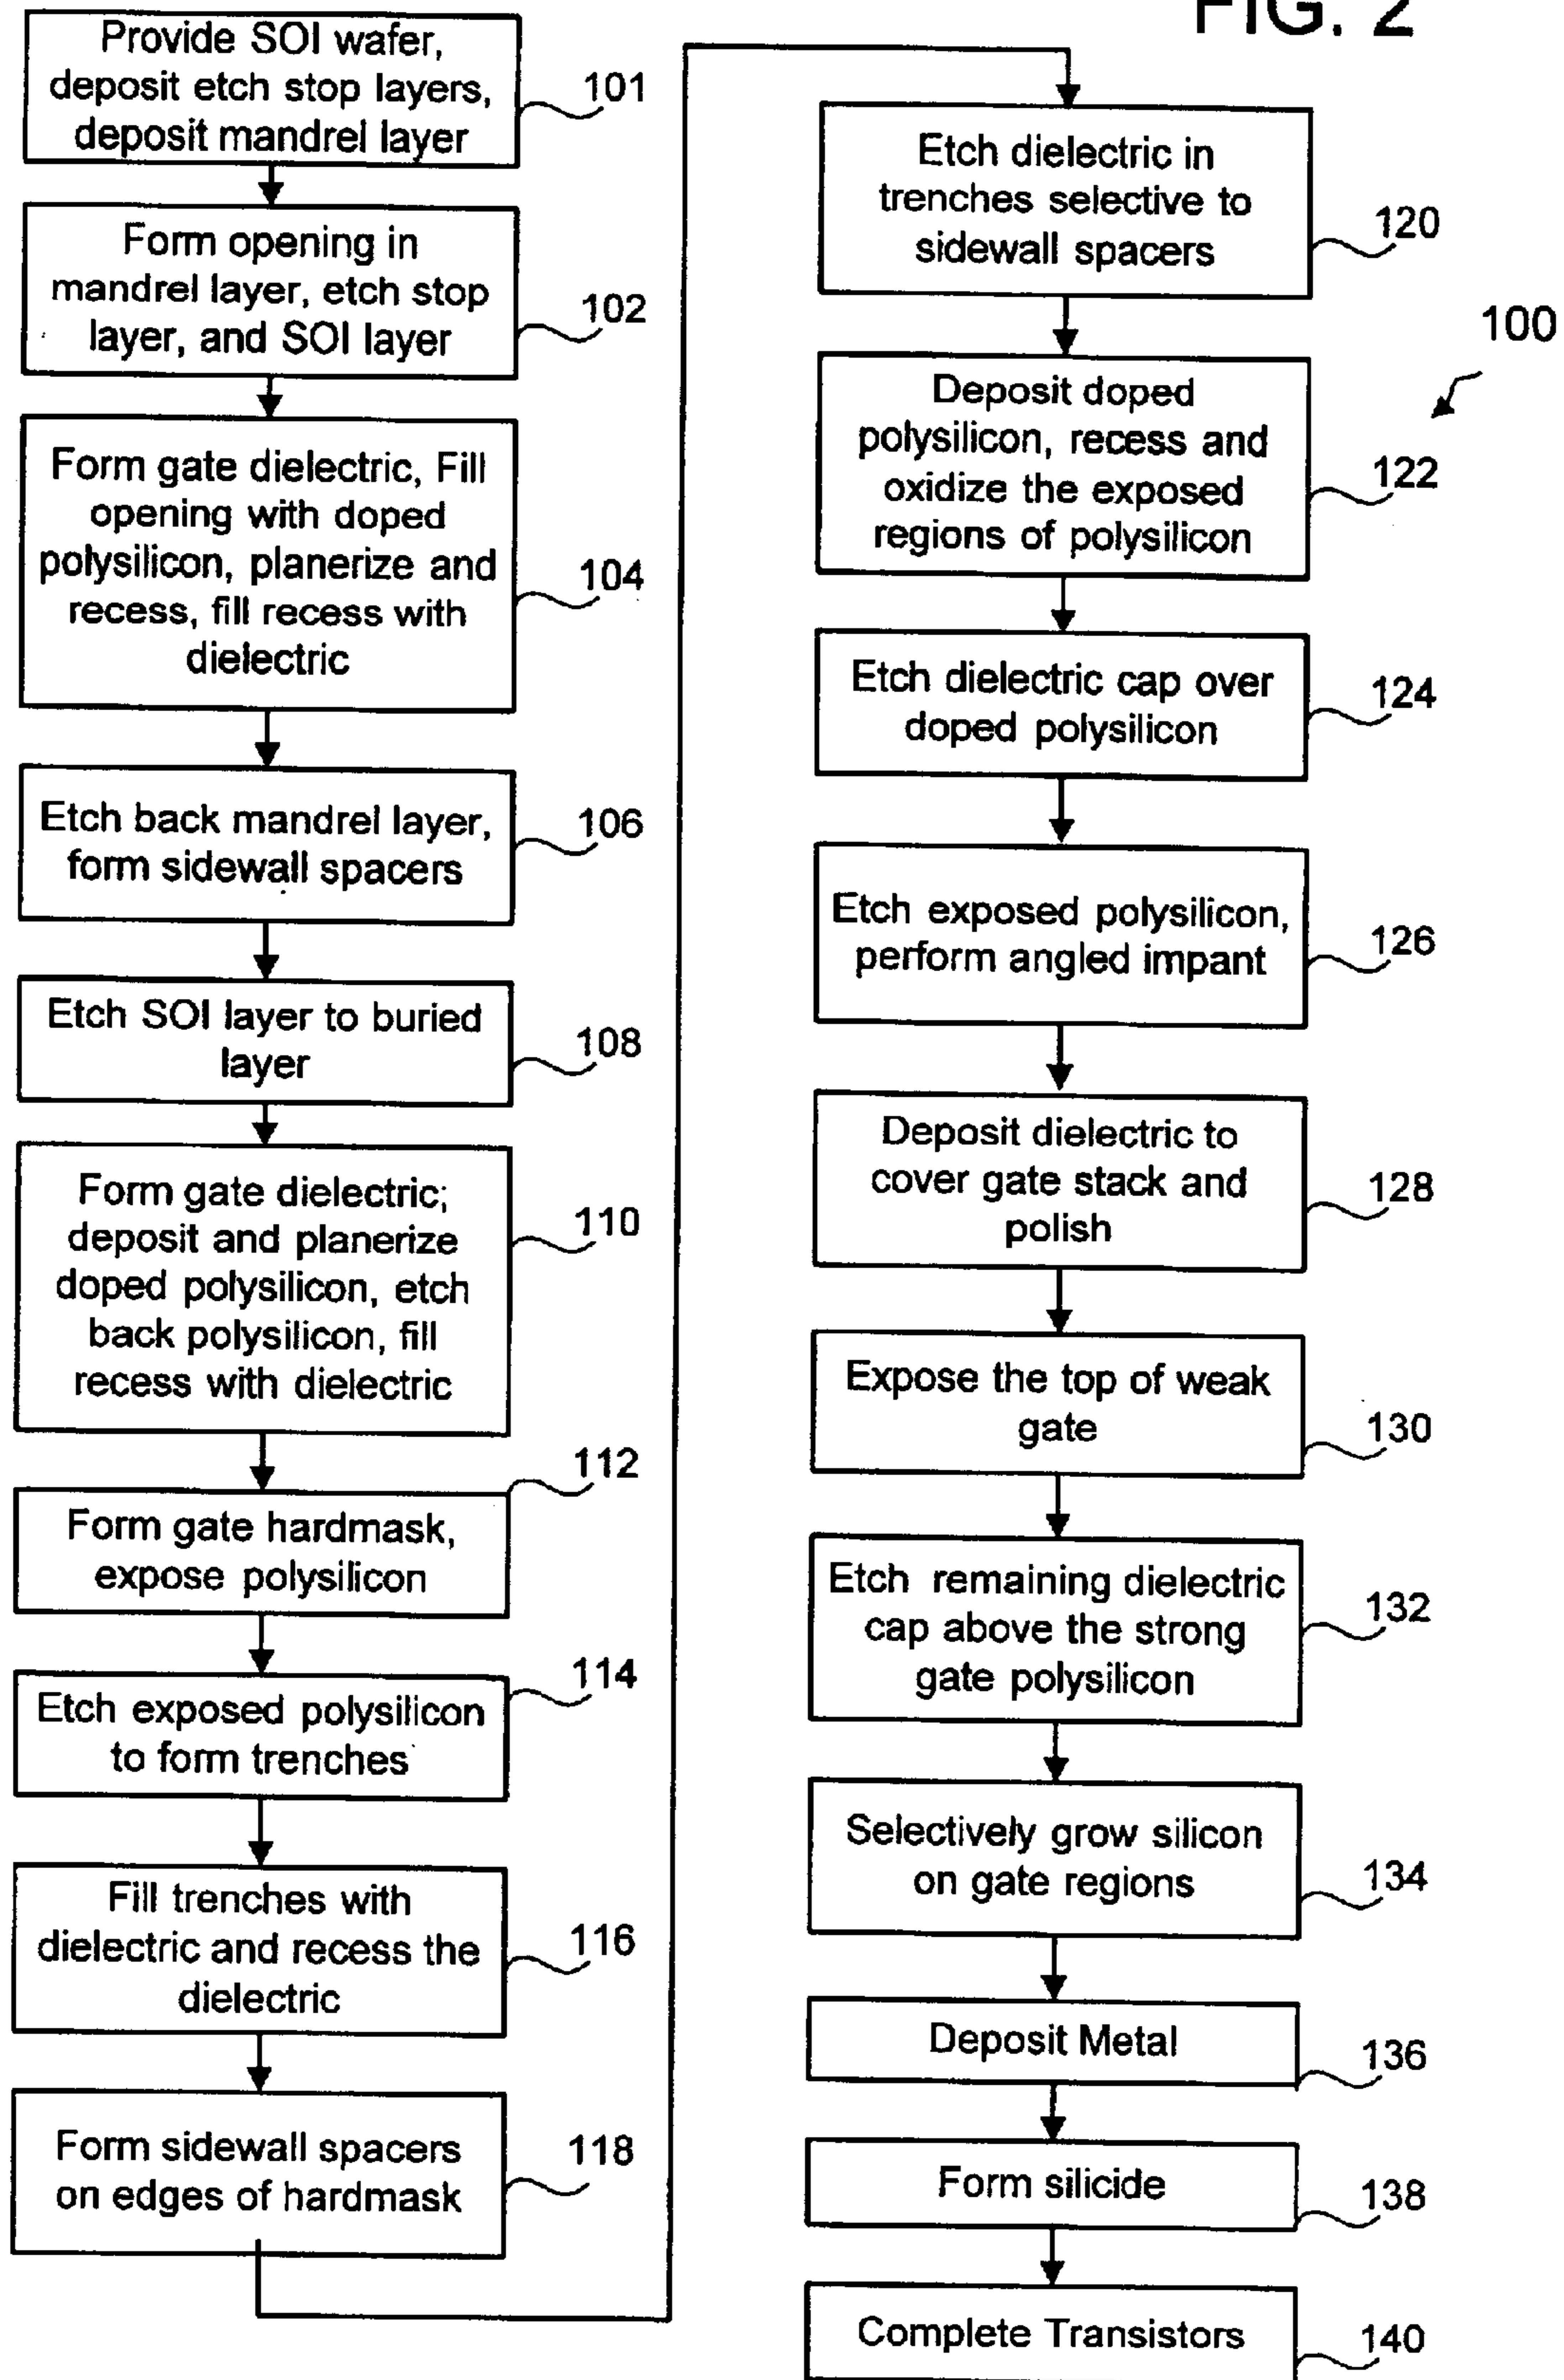 FIG. 2
Provide SOI wafer,
deposit etch stop layers,
deposit mandrel layer
101
Form opening in
mandrel layer, etch stop
layer, and SOI layer
102
Form gate dielectric, Fill
opening with doped
polysilicon, planerize and
recess, fill recess with
dielectric
104
Etch back mandrel layer,
form sidewall spacers
106
Etch SOI layer to buried
layer
108
Form gate dielectric;
deposit and planerize
doped polysilicon, etch
back polysilicon, fill
recess with dielectric
110
Form gate hardmask,
expose polysilicon
112
Etch exposed polysilicon
to form trenches
114
Fill trenches with
dielectric and recess the
dielectric
116
Form sidewall spacers
on edges of hardmask
118
Etch dielectric in
trenches selective to
sidewall spacers
120
100
Deposit doped
polysilicon, recess and
oxidize the exposed
regions of polysilicon
122
Etch dielectric cap over
doped polysilicon
124
Etch exposed polysilicon,
perform angled impant
126
Deposit dielectric to
cover gate stack and
polish
128
Expose the top of weak
gate
130
Etch remaining dielectric
cap above the strong
gate polysilicon
132
Selectively grow silicon
on gate regions
134
Deposit Metal
136
Form silicide
138
Complete Transistors
140